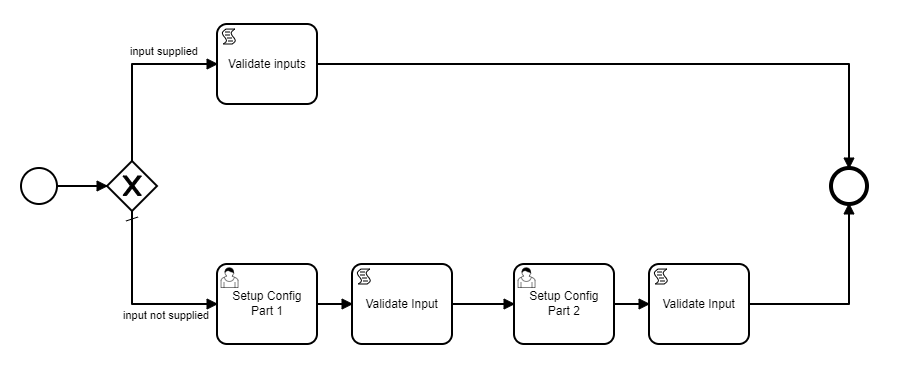 input supplied
Validate inputs
input not supplied
Setup Config
Part 1
Validate Input
Setup Config
Part 2
Validate Input